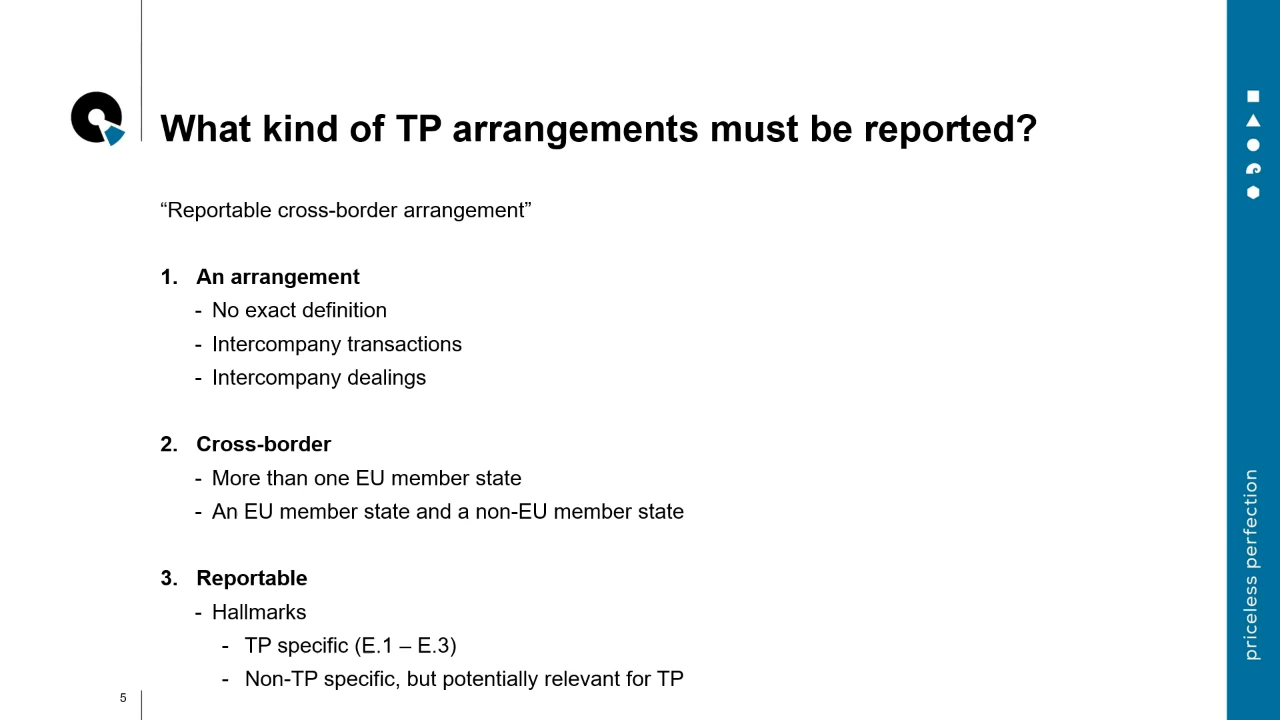 What kind of TP arrangements must be reported?
“Reportable cross-border arrangement”
1. An arrangement
- No exact definition
- Intercompany transactions
- Intercompany dealings
2. Cross-border
- More than one EU member state
- An EU member state and a non-EU member state
3. Reportable
- Hallmarks
- TP specific (E.1 – E.3)
- Non-TP specific, but potentially relevant for TP
5
priceless perfection